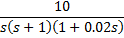 10
s(s + 1)(1 + 0.02s)